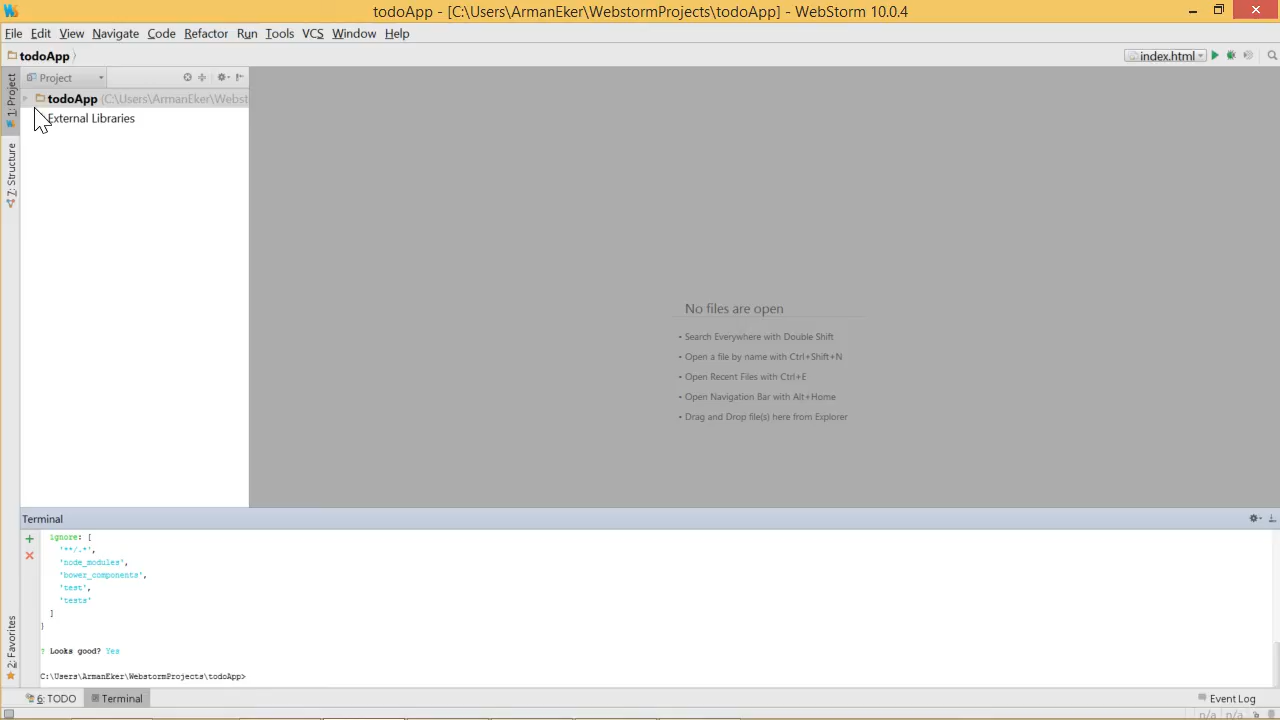 todoApp - [C:\Users\ArmanEker\WebstormProjects\todoApp] - WebStorm 10.0.4
File Edit View Navigate Code Refactor Run Tools VCS Window Help
todoApp
index.html
Project
1: Project
todoApp (C:\Users\ArmanEker\Webst
External Libraries
7: Structure
No files are open
• Search Everywhere with Double Shift
• Open a file by name with Ctrl+Shift+N
• Open Recent Files with Ctrl+E
• Open Navigation Bar with Alt+Home
• Drag and Drop file(s) here from Explorer
Terminal
ignore: [
'**/.*',
'node_modules',
'bower_components',
'test',
'tests'
]
}
? Looks good? Yes
C:\Users\ArmanEker\WebstormProjects\todoApp>
2: Favorites
6: TODO
Terminal
Event Log
n/a n/a